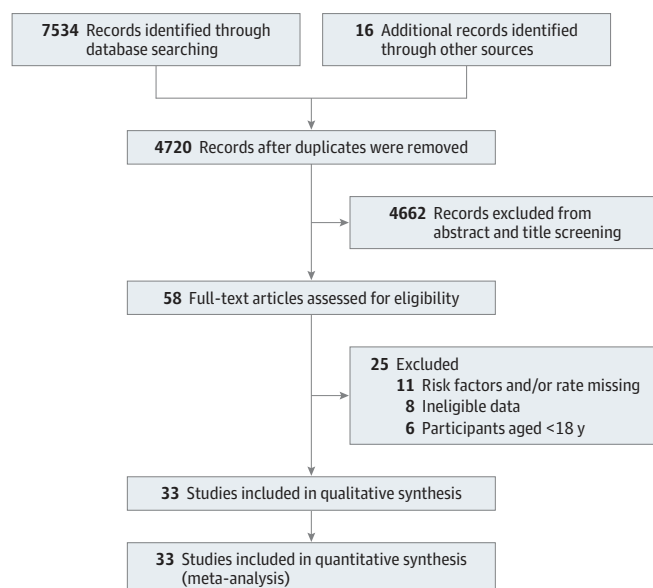 7534 Records identified through
database searching
16 Additional records identified
through other sources
4720 Records after duplicates were removed
4662 Records excluded from
abstract and title screening
58 Full-text articles assessed for eligibility
25 Excluded
11 Risk factors and/or rate missing
8 Ineligible data
6 Participants aged <18 y
33 Studies included in qualitative synthesis
33 Studies included in quantitative synthesis
(meta-analysis)